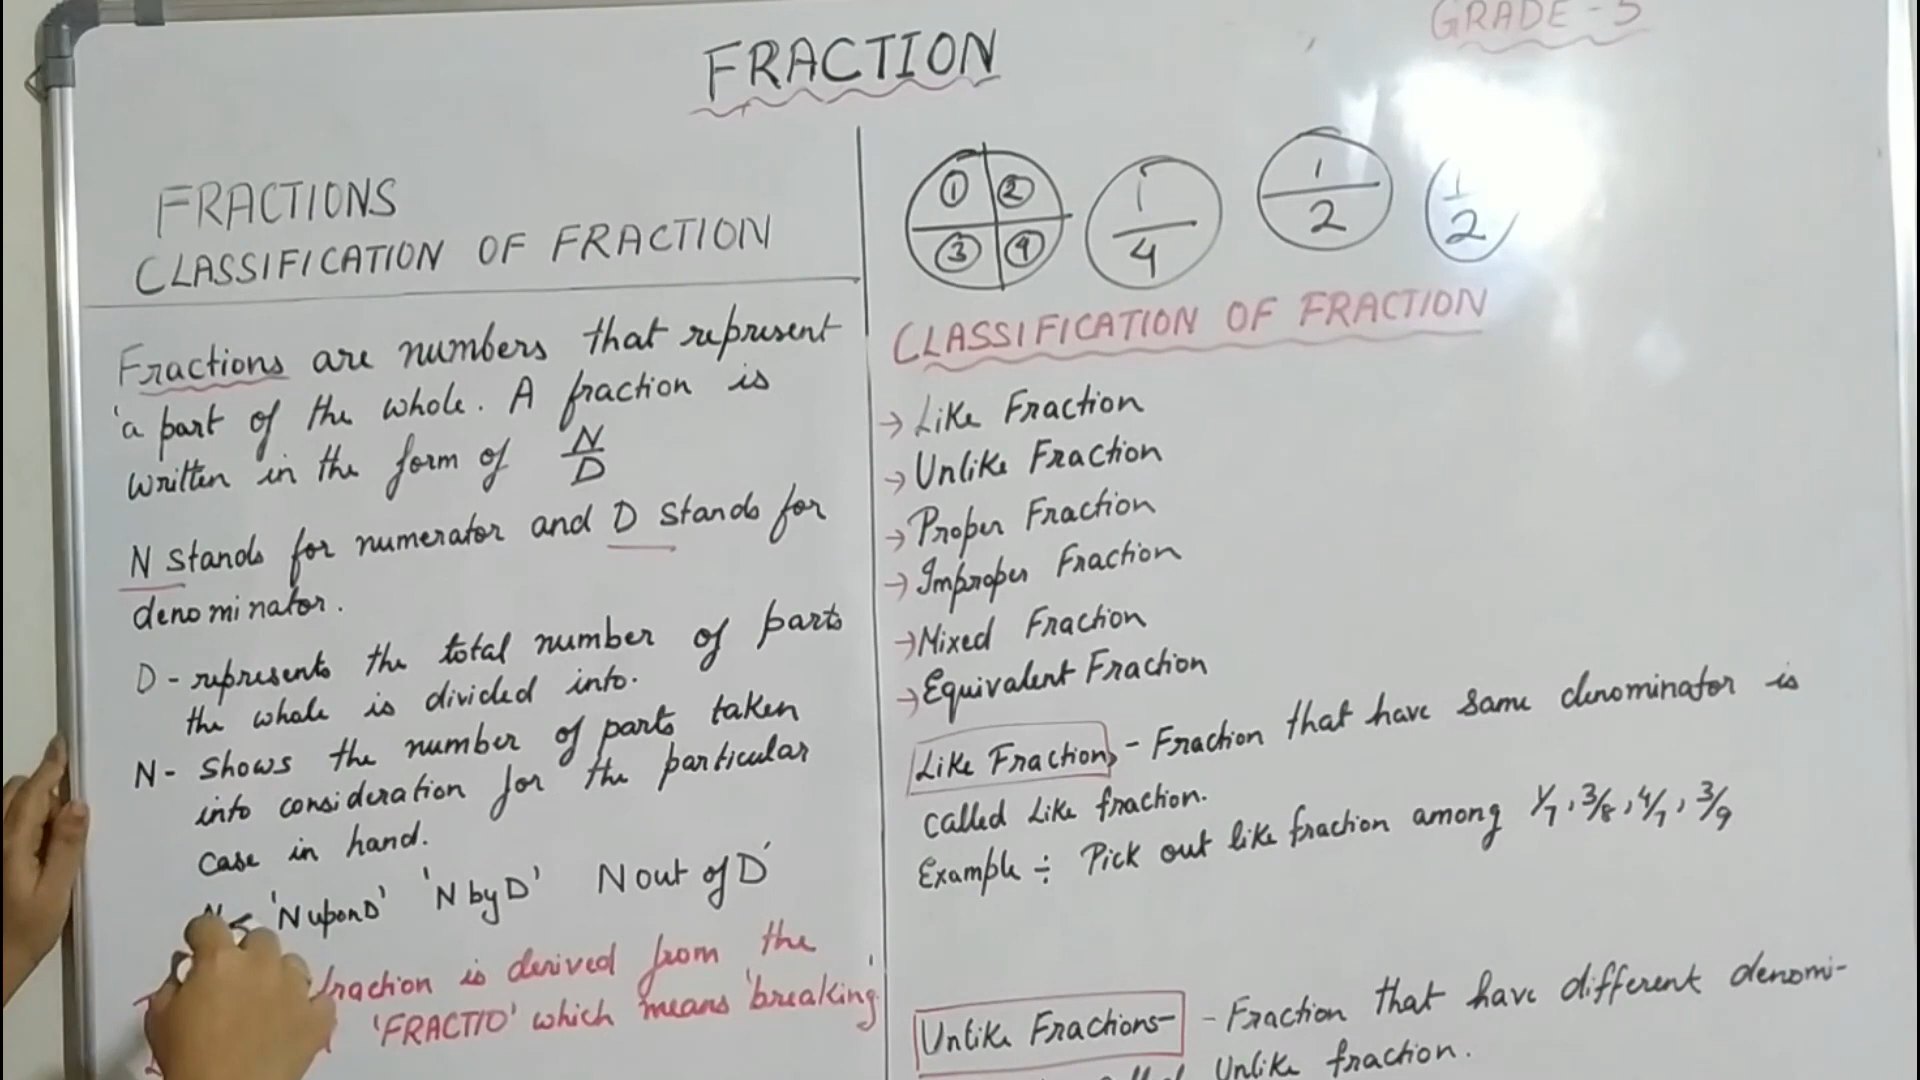 GRADE - 5
FRACTION
FRACTIONS
CLASSIFICATION OF FRACTION
Fractions are numbers that represent
a part of the whole. A fraction is
written in the form of N/D
N stands for numerator and D stands for
denominator.
D - represents the total number of parts
the whole is divided into.
N - Shows the number of parts taken
into consideration for the particular
case in hand.
'N upon D' 'N by D' N out of D'
fraction is derived from the
'FRACTIO' which means 'breaking'
1 2
3 4
1/4
1/2
1/2
CLASSIFICATION OF FRACTION
→ Like Fraction
→ Unlike Fraction
→ Proper Fraction
→ Improper Fraction
→ Mixed Fraction
→ Equivalent Fraction
Like Fractions - Fraction that have same denominator is
called Like fraction.
Example ÷ Pick out like fraction among 1/7, 3/8, 4/7, 3/9
Unlike Fractions - - Fraction that have different denomi-
Unlike fraction.